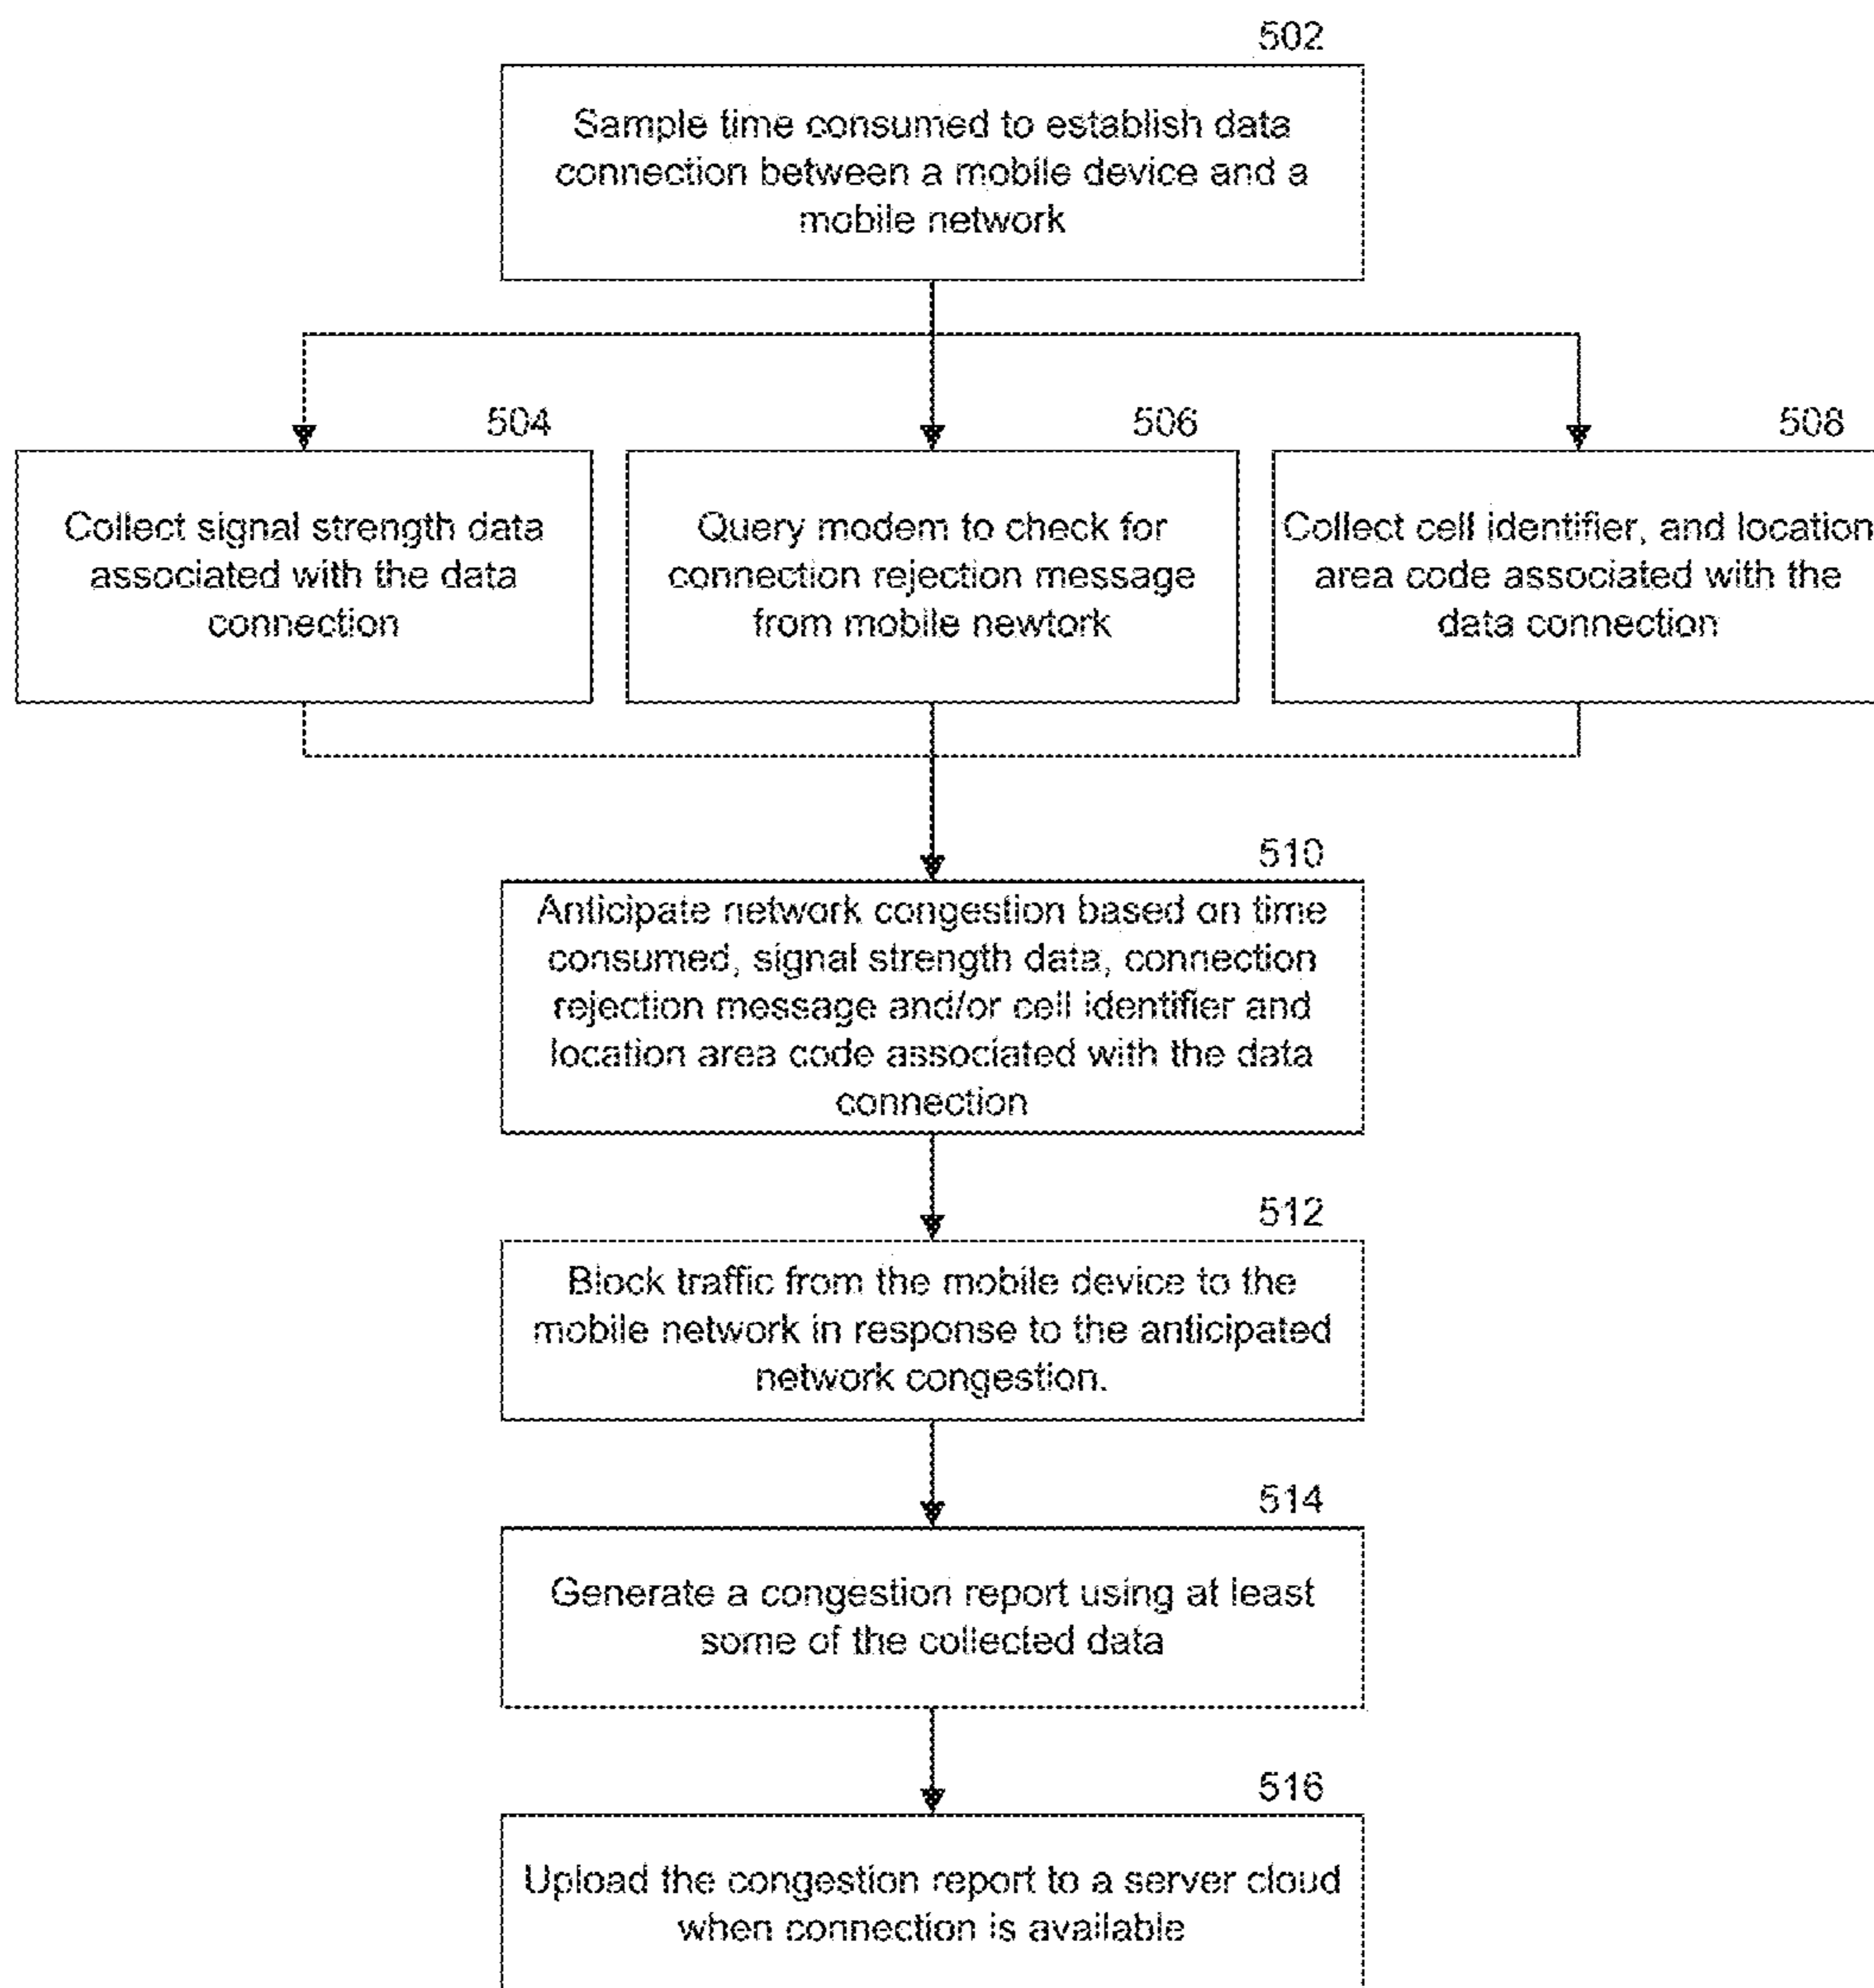 502
Sample time consumed to establish data
connection between a mobile device and a
mobile network
504
Collect signal strength data
associated with the data
connection
506
Query modem to check for
connection rejection message
from mobile newtork
508
Collect cell identifier, and location
area code associated with the
data connection
510
Anticipate network congestion based on time
consumed, signal strength data, connection
rejection message and/or cell identifier and
location area code associated with the data
connection
512
Block traffic from the mobile device to the
mobile network in response to the anticipated
network congestion.
514
Generate a congestion report using at least
some of the collected data
516
Upload the congestion report to a server cloud
when connection is available